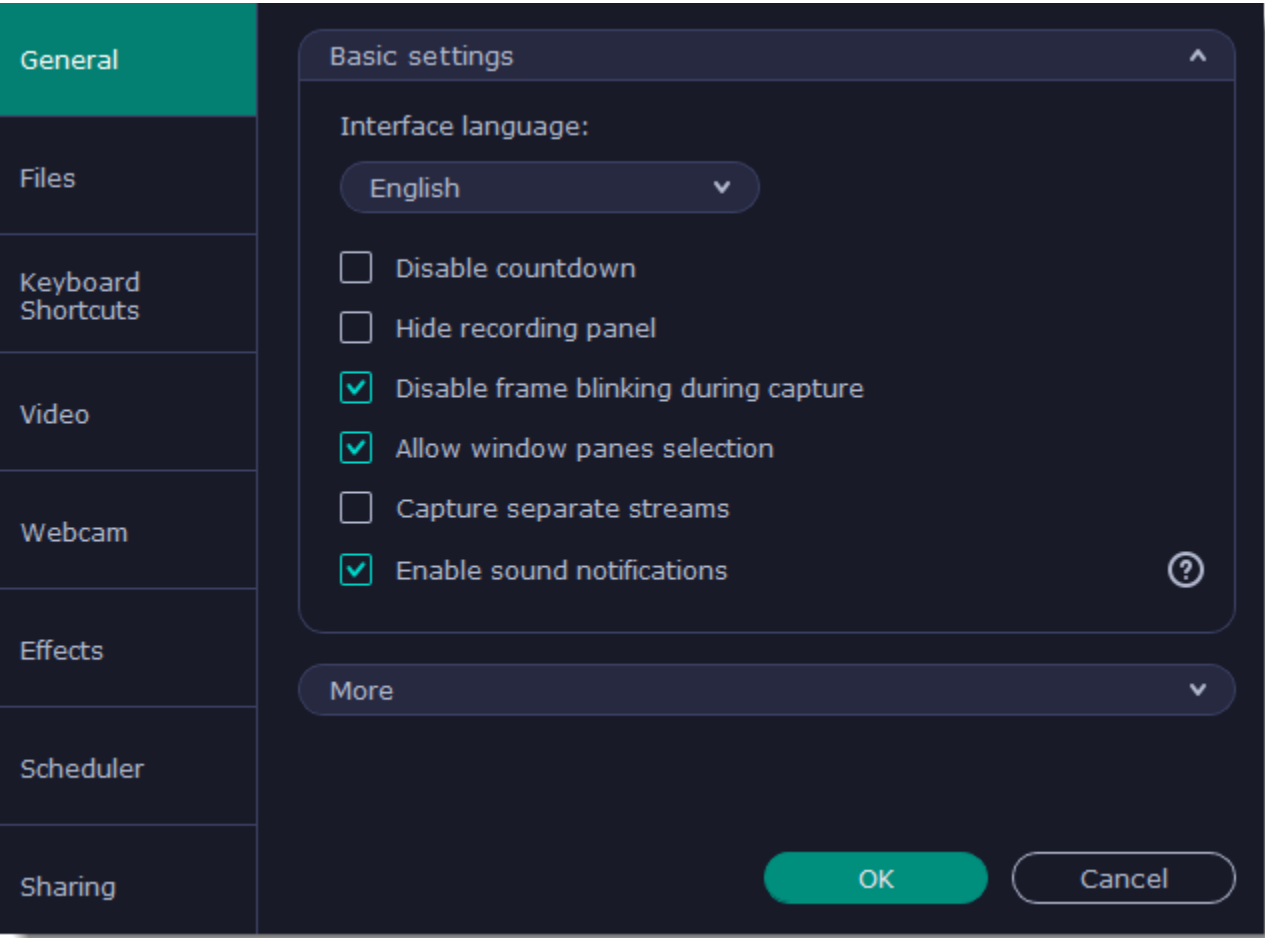 General
Files
Keyboard
Shortcuts
Video
Webcam
Effects
Scheduler
Sharing
Basic settings
Interface language:
English
Disable countdown
Hide recording panel
Disable frame blinking during capture
Allow window panes selection
Capture separate streams
Enable sound notifications
?
More
OK
Cancel